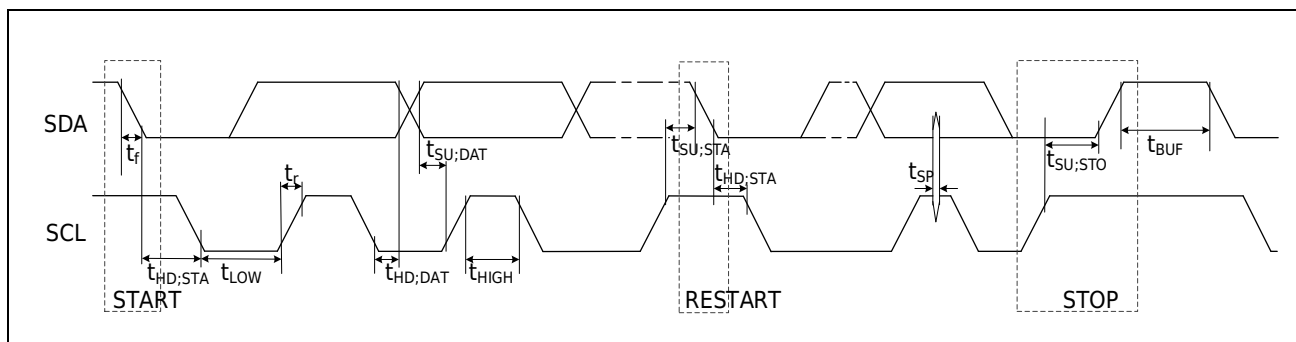 SDA
t_f
t_SU;DAT
t_SU;STA
t_SU;STO
t_BUF
t_r
t_HD;STA
t_SP
SCL
t_HD;STA
t_LOW
t_HD;DAT
t_HIGH
START
RESTART
STOP